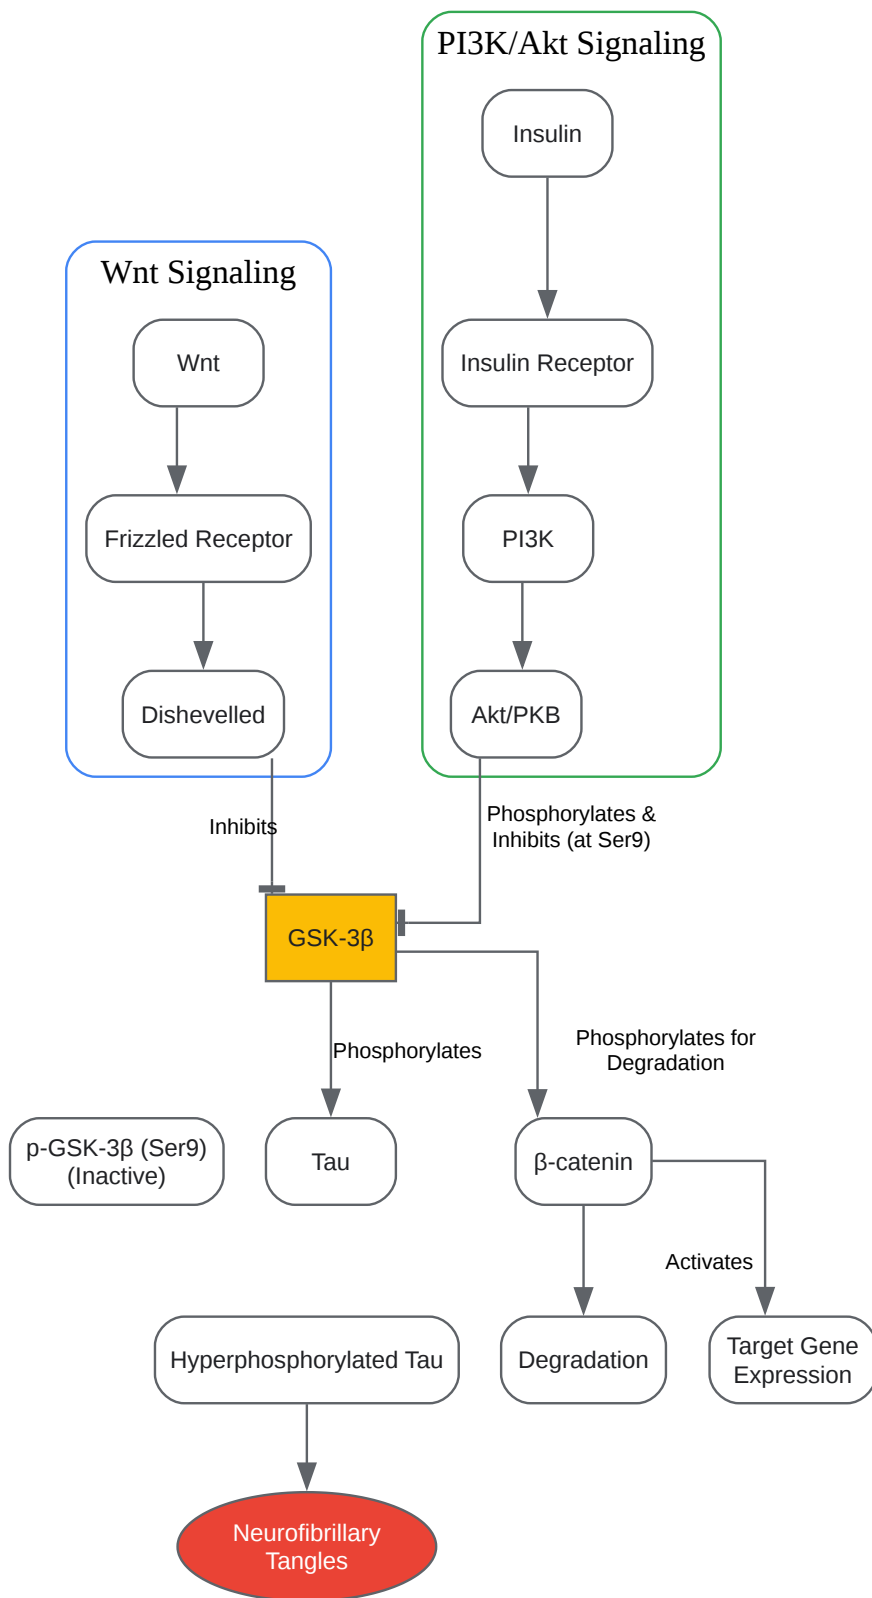 PI3K/Akt Signaling
Insulin
Wnt Signaling
Wnt
Insulin Receptor
Frizzled Receptor
PI3K
Dishevelled
Akt/PKB
Inhibits
Phosphorylates &
Inhibits (at Ser9)
GSK-3β
Phosphorylates
Phosphorylates for
Degradation
p-GSK-3β (Ser9)
(Inactive)
Tau
β-catenin
Activates
Hyperphosphorylated Tau
Degradation
Target Gene
Expression
Neurofibrillary
Tangles